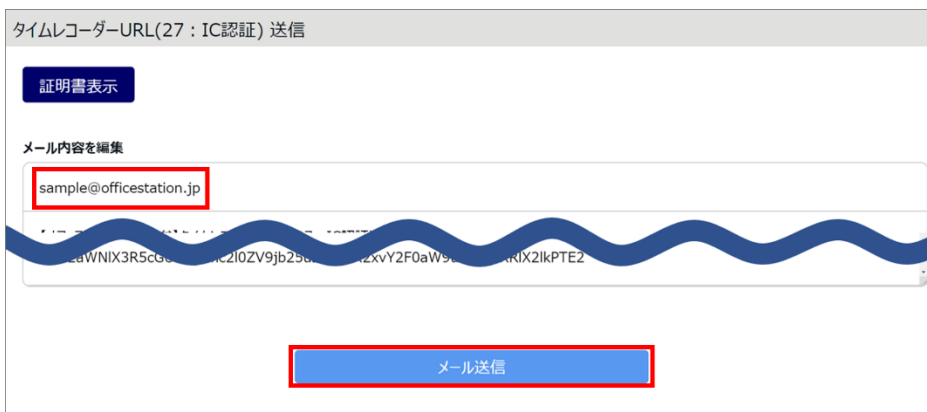 タイムレコーダーURL(27：IC認証) 送信
証明書表示
メール内容を編集
sample@officestation.jp
メール送信